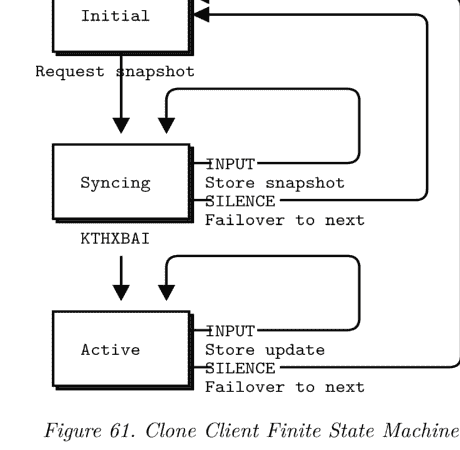 Initial
Request snapshot
INPUT
Syncing
Store snapshot
SILENCE
Failover to next
KTHXBAI
INPUT
Active
Store update
SILENCE
Failover to next
Figure 61. Clone Client Finite State Machine